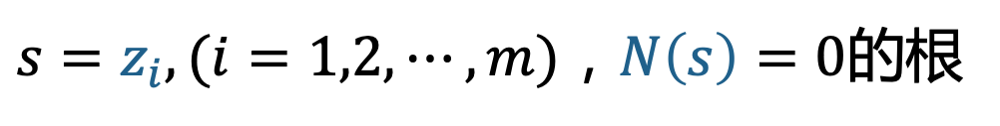 s = zᵢ, (i = 1,2, ⋯ , m) , N(s) = 0的根